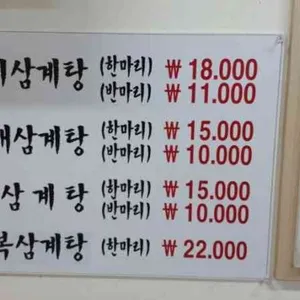 삼계탕 (한마리) ₩ 18.000
(반마리) ₩ 11.000
삼계탕 (한마리) ₩ 15.000
(반마리) ₩ 10.000
삼 계 탕 (한마리) ₩ 15.000
(반마리) ₩ 10.000
복삼계탕 (한마리) ₩ 22.000